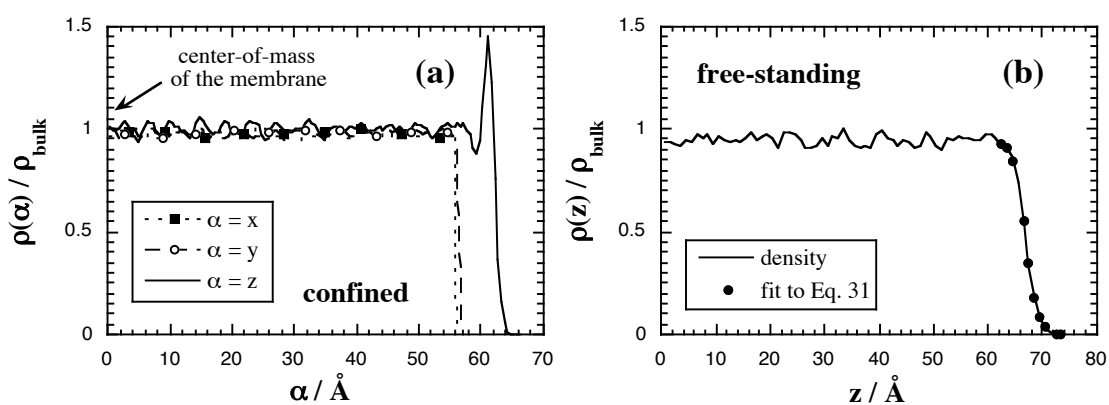 1.5
1
0.5
0
ρ(α) / ρbulk
center-of-mass
of the membrane
(a)
α = x
α = y
α = z
confined
0 10 20 30 40 50 60 70
α / Å
1.5
1
0.5
0
ρ(z) / ρbulk
free-standing
(b)
density
fit to Eq. 31
0 10 20 30 40 50 60 70 80
z / Å